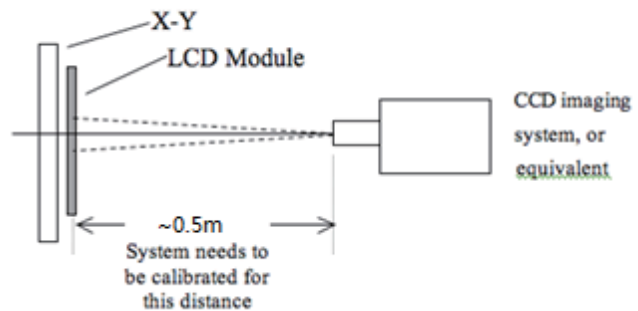 X-Y
LCD Module
CCD imaging
system, or
equivalent
~0.5m
System needs to
be calibrated for
this distance